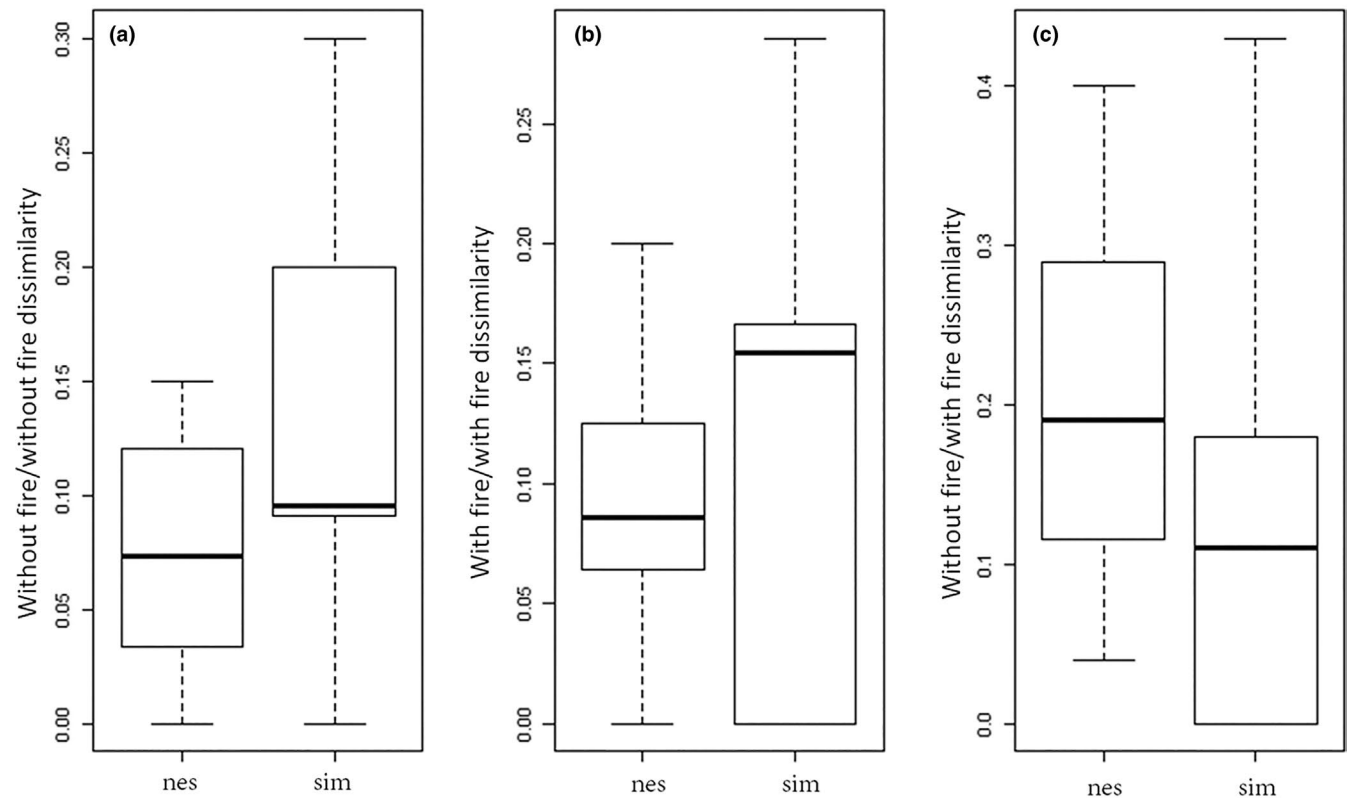 (a)
Without fire/without fire dissimilarity
0.30
0.25
0.20
0.15
0.10
0.05
0.00
nes sim
(b)
With fire/with fire dissimilarity
0.25
0.20
0.15
0.10
0.05
0.00
nes sim
(c)
Without fire/with fire dissimilarity
0.4
0.3
0.2
0.1
0.0
nes sim